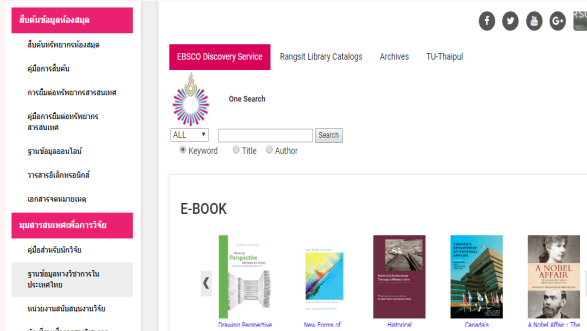 สืบค้นข้อมูลห้องสมุด
สืบค้นทรัพยากรห้องสมุด
คู่มือการสืบค้น
การยืมต่อทรัพยากรสารสนเทศ
คู่มือการยืมต่อทรัพยากร
สารสนเทศ
ฐานข้อมูลออนไลน์
วารสารอิเล็กทรอนิกส์
เอกสารจดหมายเหตุ
มุมสารสนเทศเพื่อการวิจัย
คู่มือสำหรับนักวิจัย
ฐานข้อมูลทางวิชาการใน
ประเทศไทย
หน่วยงานสนับสนุนงานวิจัย
EBSCO Discovery Service
Rangsit Library Catalogs
Archives
TU-Thaipul
One Search
ALL
Search
Keyword
Title
Author
E-BOOK
Perspective
A NOBEL
AFFAIR
Drawing Perspective
New Forms of
Historical
Canada's
A Nobel Affair : The